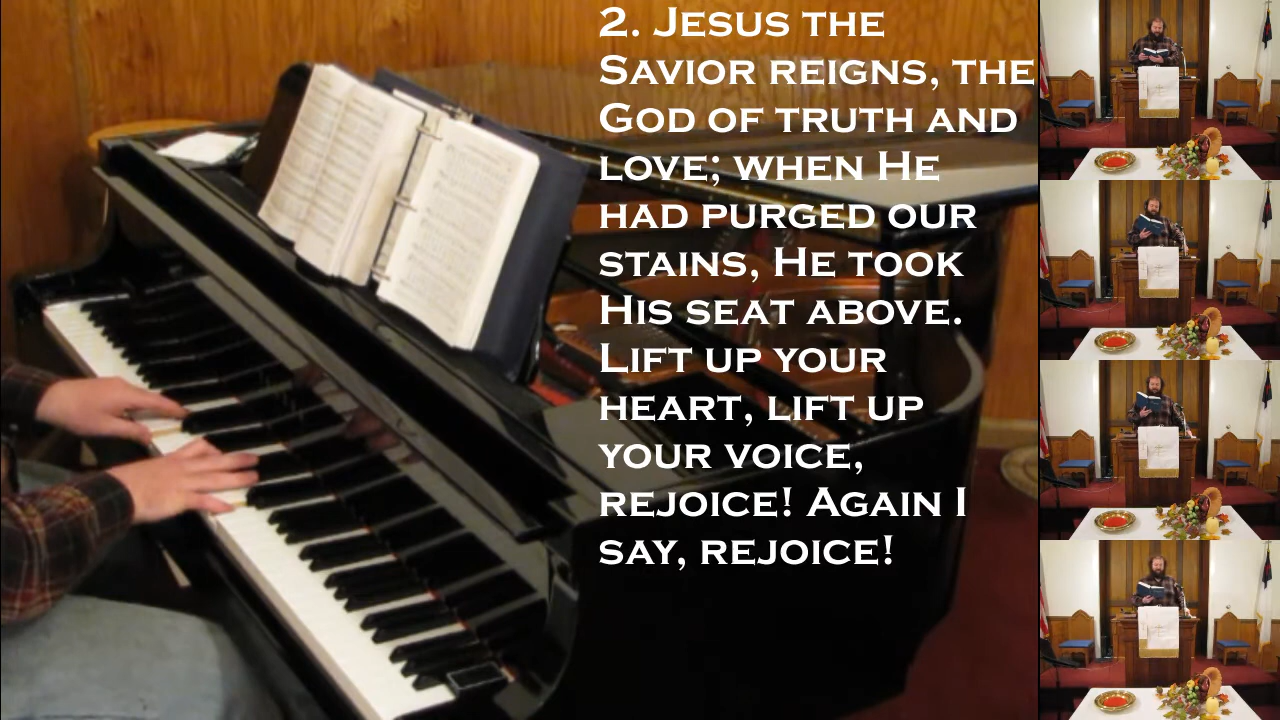 2. Jesus the
Savior reigns, the
God of truth and
love; when He
had purged our
stains, He took
His seat above.
Lift up your
heart, lift up
your voice,
rejoice! Again I
say, rejoice!